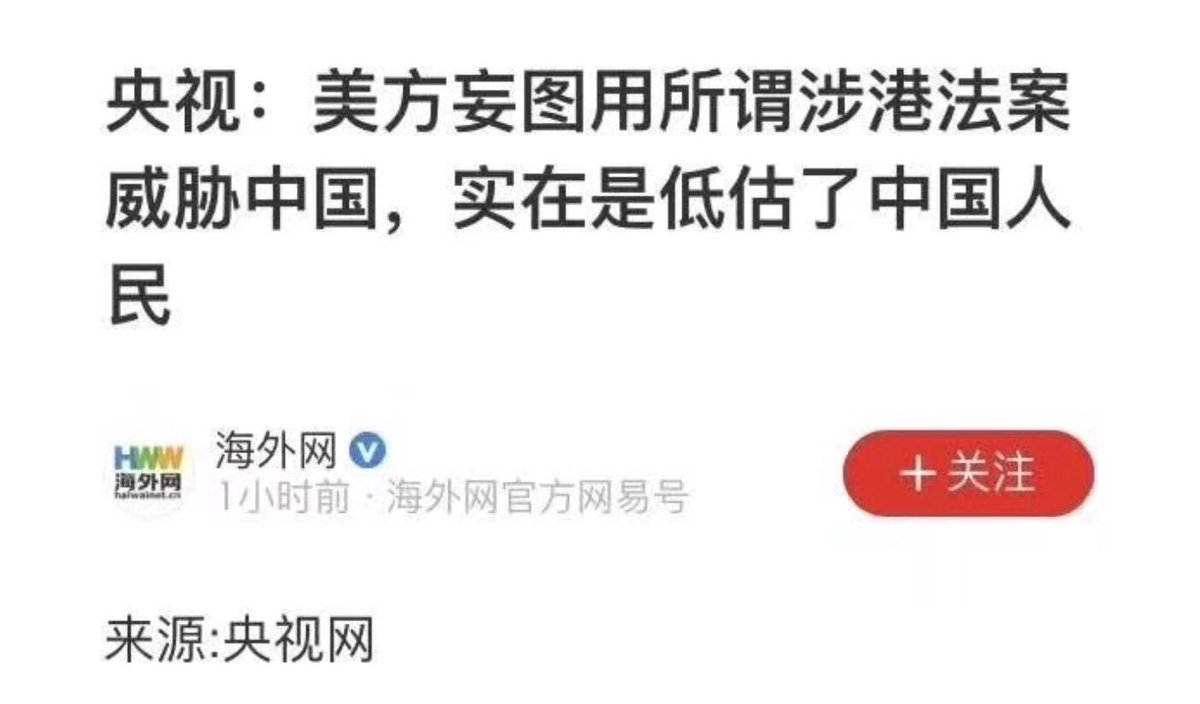 央视：美方妄图用所谓涉港法案
威胁中国，实在是低估了中国人
民
HWW
海外网
haiwainet.cn
海外网
1小时前 · 海外网官方网易号
+关注
来源:央视网